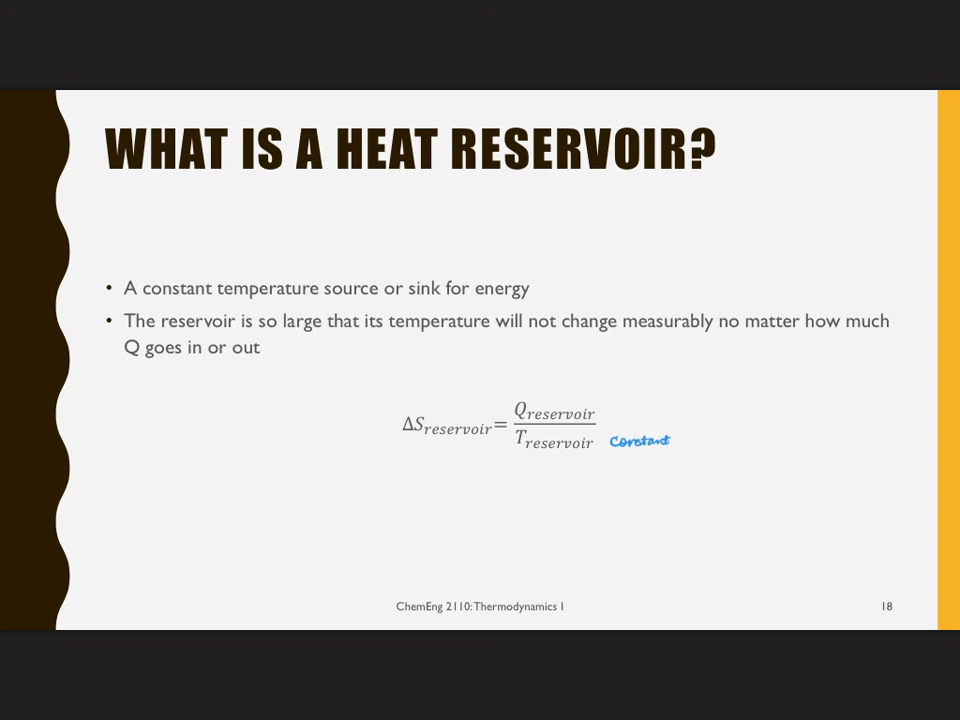 WHAT IS A HEAT RESERVOIR?
• A constant temperature source or sink for energy
• The reservoir is so large that its temperature will not change measurably no matter how much
Q goes in or out
ΔS_reservoir = Q_reservoir / T_reservoir constant
ChemEng 2110: Thermodynamics I 18